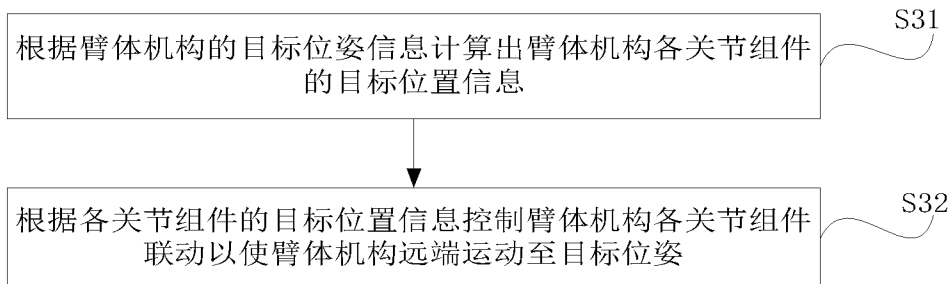 S31
根据臂体机构的目标位姿信息计算出臂体机构各关节组件
的目标位置信息
S32
根据各关节组件的目标位置信息控制臂体机构各关节组件
联动以使臂体机构远端运动至目标位姿